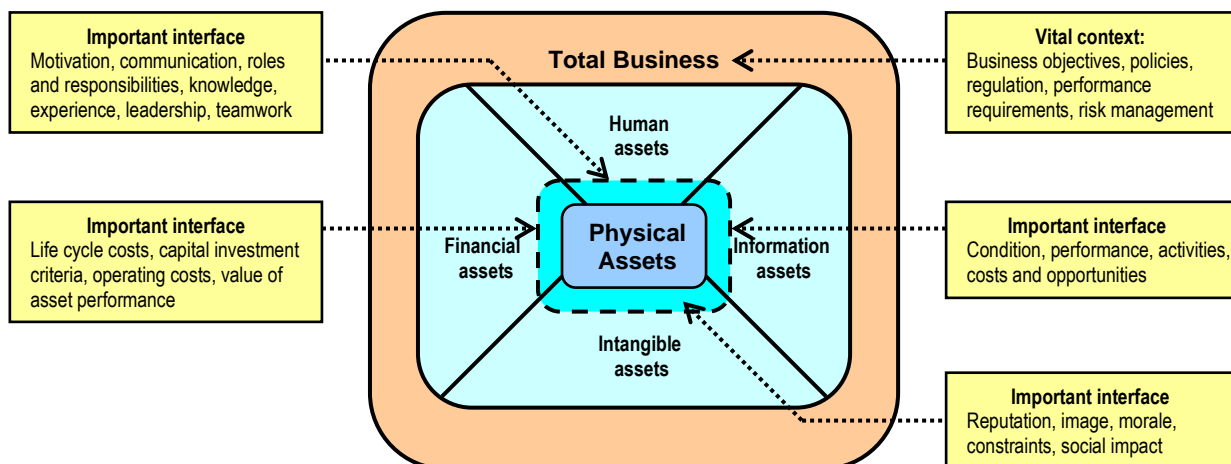 Important interface
Motivation, communication, roles
and responsibilities, knowledge,
experience, leadership, teamwork
Total Business
Vital context:
Business objectives, policies,
regulation, performance
requirements, risk management
Human
assets
Important interface
Life cycle costs, capital investment
criteria, operating costs, value of
asset performance
Financial
assets
Physical
Assets
Information
assets
Important interface
Condition, performance, activities,
costs and opportunities
Intangible
assets
Important interface
Reputation, image, morale,
constraints, social impact